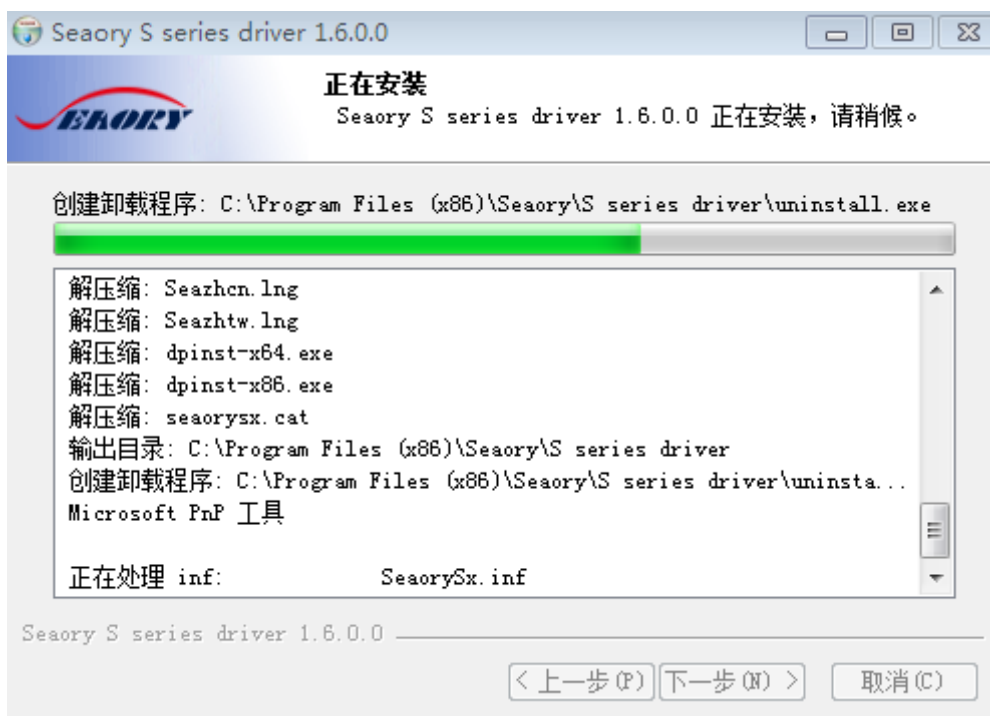 Seaory S series driver 1.6.0.0
SEAORY
正在安装
Seaory S series driver 1.6.0.0 正在安装，请稍候。
创建卸载程序: C:\Program Files (x86)\Seaory\S series driver\uninstall.exe
解压缩: Seazhcn.lng
解压缩: Seazhtw.lng
解压缩: dpinst-x64.exe
解压缩: dpinst-x86.exe
解压缩: seaorysx.cat
输出目录: C:\Program Files (x86)\Seaory\S series driver
创建卸载程序: C:\Program Files (x86)\Seaory\S series driver\uninsta...
Microsoft PnP 工具
正在处理 inf: SeaorySx.inf
Seaory S series driver 1.6.0.0
< 上一步(P) 下一步(N) > 取消(C)